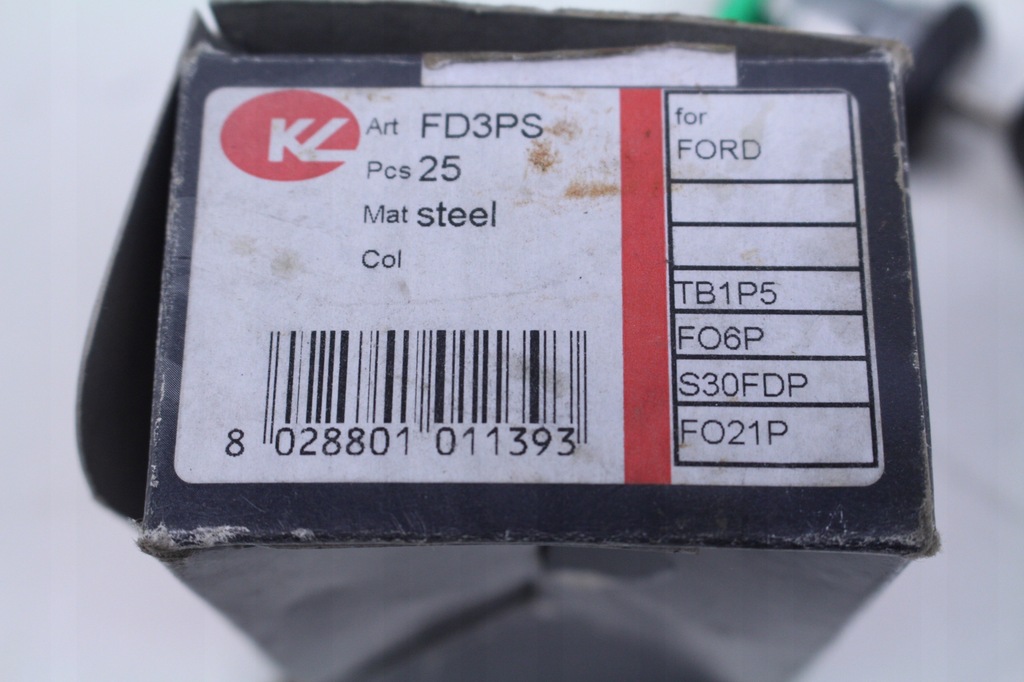 KL
Art FD3PS
Pcs 25
Mat steel
Col
8 028801 011393
for
FORD
TB1P5
FO6P
S30FDP
FO21P